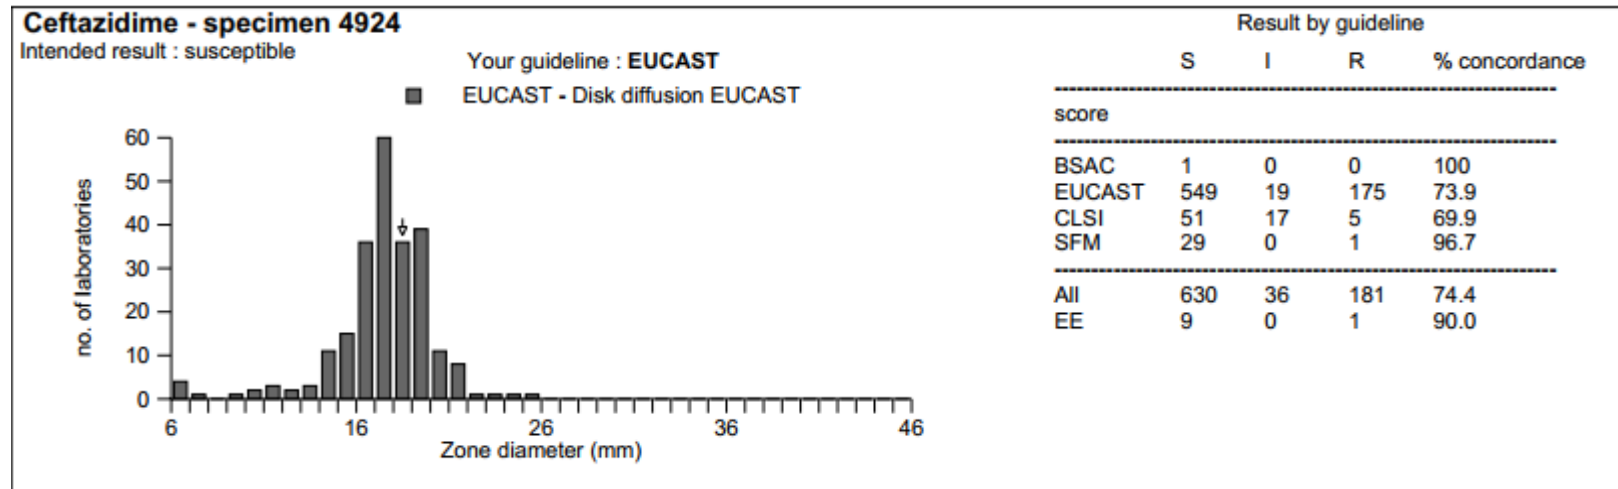 Ceftazidime - specimen 4924
Intended result : susceptible
Your guideline : EUCAST
EUCAST - Disk diffusion EUCAST
60
50
40
30
20
10
0
no. of laboratories
6 16 26 36 46
Zone diameter (mm)
Result by guideline
S I R % concordance
score
BSAC 1 0 0 100
EUCAST 549 19 175 73.9
CLSI 51 17 5 69.9
SFM 29 0 1 96.7
All 630 36 181 74.4
EE 9 0 1 90.0